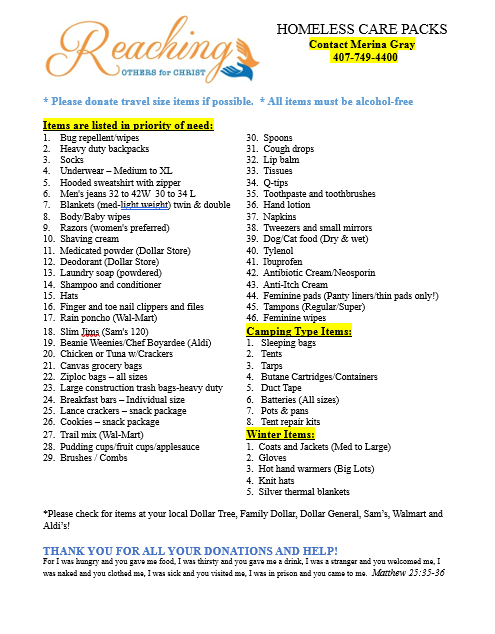 Reaching
OTHERS for CHRIST
HOMELESS CARE PACKS
Contact Merina Gray
407-749-4400
* Please donate travel size items if possible.  * All items must be alcohol-free
Items are listed in priority of need:
1. Bug repellent/wipes
2. Heavy duty backpacks
3. Socks
4. Underwear – Medium to XL
5. Hooded sweatshirt with zipper
6. Men's jeans 32 to 42W  30 to 34 L
7. Blankets (med-light weight) twin & double
8. Body/Baby wipes
9. Razors (women's preferred)
10. Shaving cream
11. Medicated powder (Dollar Store)
12. Deodorant (Dollar Store)
13. Laundry soap (powdered)
14. Shampoo and conditioner
15. Hats
16. Finger and toe nail clippers and files
17. Rain poncho (Wal-Mart)
18. Slim Jims (Sam's 120)
19. Beanie Weenies/Chef Boyardee (Aldi)
20. Chicken or Tuna w/Crackers
21. Canvas grocery bags
22. Ziploc bags – all sizes
23. Large construction trash bags-heavy duty
24. Breakfast bars – Individual size
25. Lance crackers – snack package
26. Cookies – snack package
27. Trail mix (Wal-Mart)
28. Pudding cups/fruit cups/applesauce
29. Brushes / Combs
30. Spoons
31. Cough drops
32. Lip balm
33. Tissues
34. Q-tips
35. Toothpaste and toothbrushes
36. Hand lotion
37. Napkins
38. Tweezers and small mirrors
39. Dog/Cat food (Dry & wet)
40. Tylenol
41. Ibuprofen
42. Antibiotic Cream/Neosporin
43. Anti-Itch Cream
44. Feminine pads (Panty liners/thin pads only!)
45. Tampons (Regular/Super)
46. Feminine wipes
Camping Type Items:
1. Sleeping bags
2. Tents
3. Tarps
4. Butane Cartridges/Containers
5. Duct Tape
6. Batteries (All sizes)
7. Pots & pans
8. Tent repair kits
Winter Items:
1. Coats and Jackets (Med to Large)
2. Gloves
3. Hot hand warmers (Big Lots)
4. Knit hats
5. Silver thermal blankets
*Please check for items at your local Dollar Tree, Family Dollar, Dollar General, Sam's, Walmart and
Aldi's!
THANK YOU FOR ALL YOUR DONATIONS AND HELP!
For I was hungry and you gave me food, I was thirsty and you gave me a drink, I was a stranger and you welcomed me, I
was naked and you clothed me, I was sick and you visited me, I was in prison and you came to me.  Matthew 25:35-36